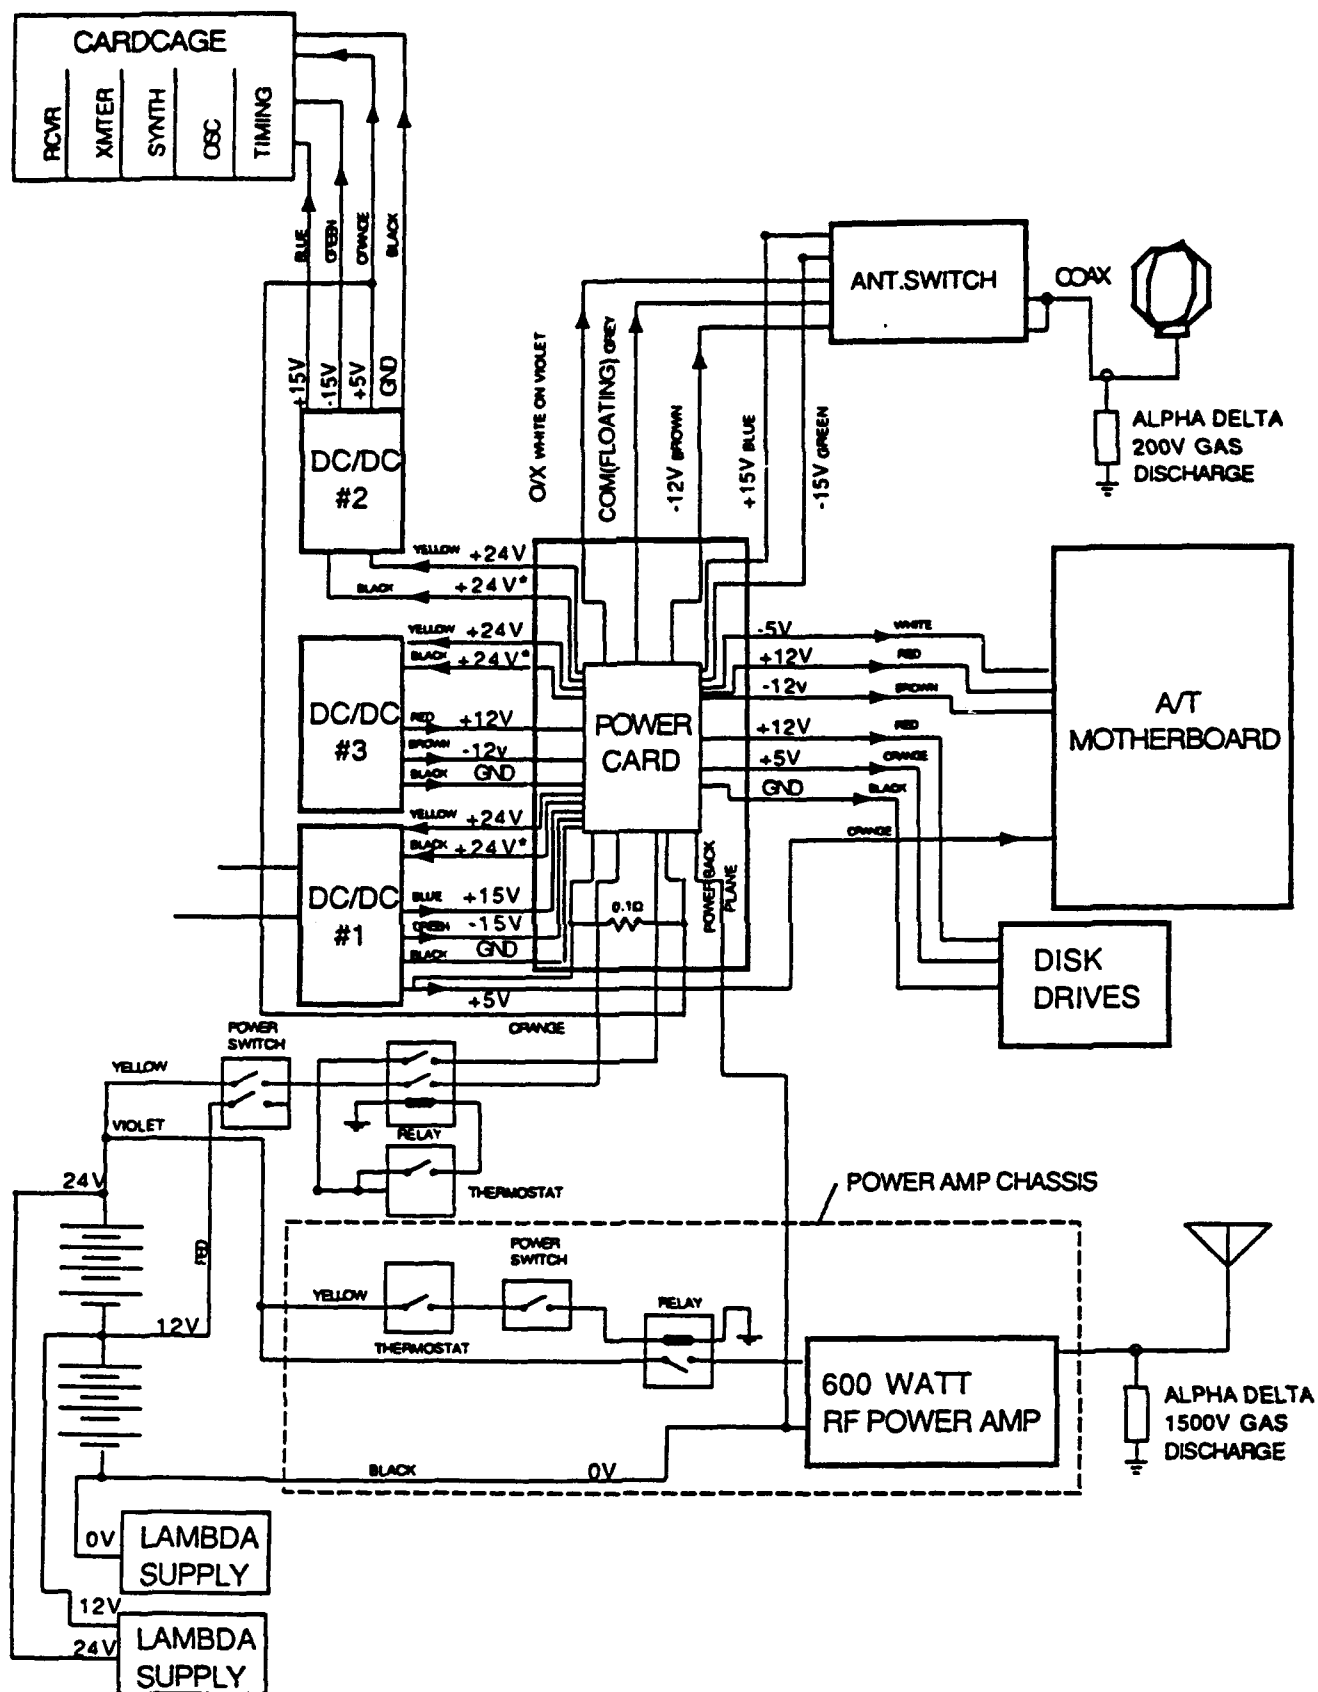 CARDCAGE
RCVR
XMTER
SYNTH
OSC
TIMING
BLUE
GREEN
ORANGE
BLACK
+15V
-15V
+5V
GND
DC/DC
#2
ANT.SWITCH
COAX
ALPHA DELTA
200V GAS
DISCHARGE
O/X WHITE ON VIOLET
COM(FLOATING) GREY
-12V BROWN
+15V BLUE
-15V GREEN
YELLOW +24V
BLACK +24V*
YELLOW +24V
BLACK +24V*
DC/DC
#3
RED +12V
BROWN -12v
BLACK GND
YELLOW +24V
BLACK +24V*
DC/DC
#1
BLUE +15V
GREEN -15V
BLACK GND
+5V
ORANGE
POWER
CARD
0.1Ω
POWER BACK
PLANE
-5V WHITE
+12V RED
-12v BROWN
+12V RED
+5V ORANGE
GND BLACK
ORANGE
A/T
MOTHERBOARD
DISK
DRIVES
POWER
SWITCH
YELLOW
VIOLET
RELAY
THERMOSTAT
24V
RED
12V
POWER AMP CHASSIS
YELLOW
THERMOSTAT
POWER
SWITCH
RELAY
600 WATT
RF POWER AMP
ALPHA DELTA
1500V GAS
DISCHARGE
BLACK
0V
0V
LAMBDA
SUPPLY
12V
24V
LAMBDA
SUPPLY